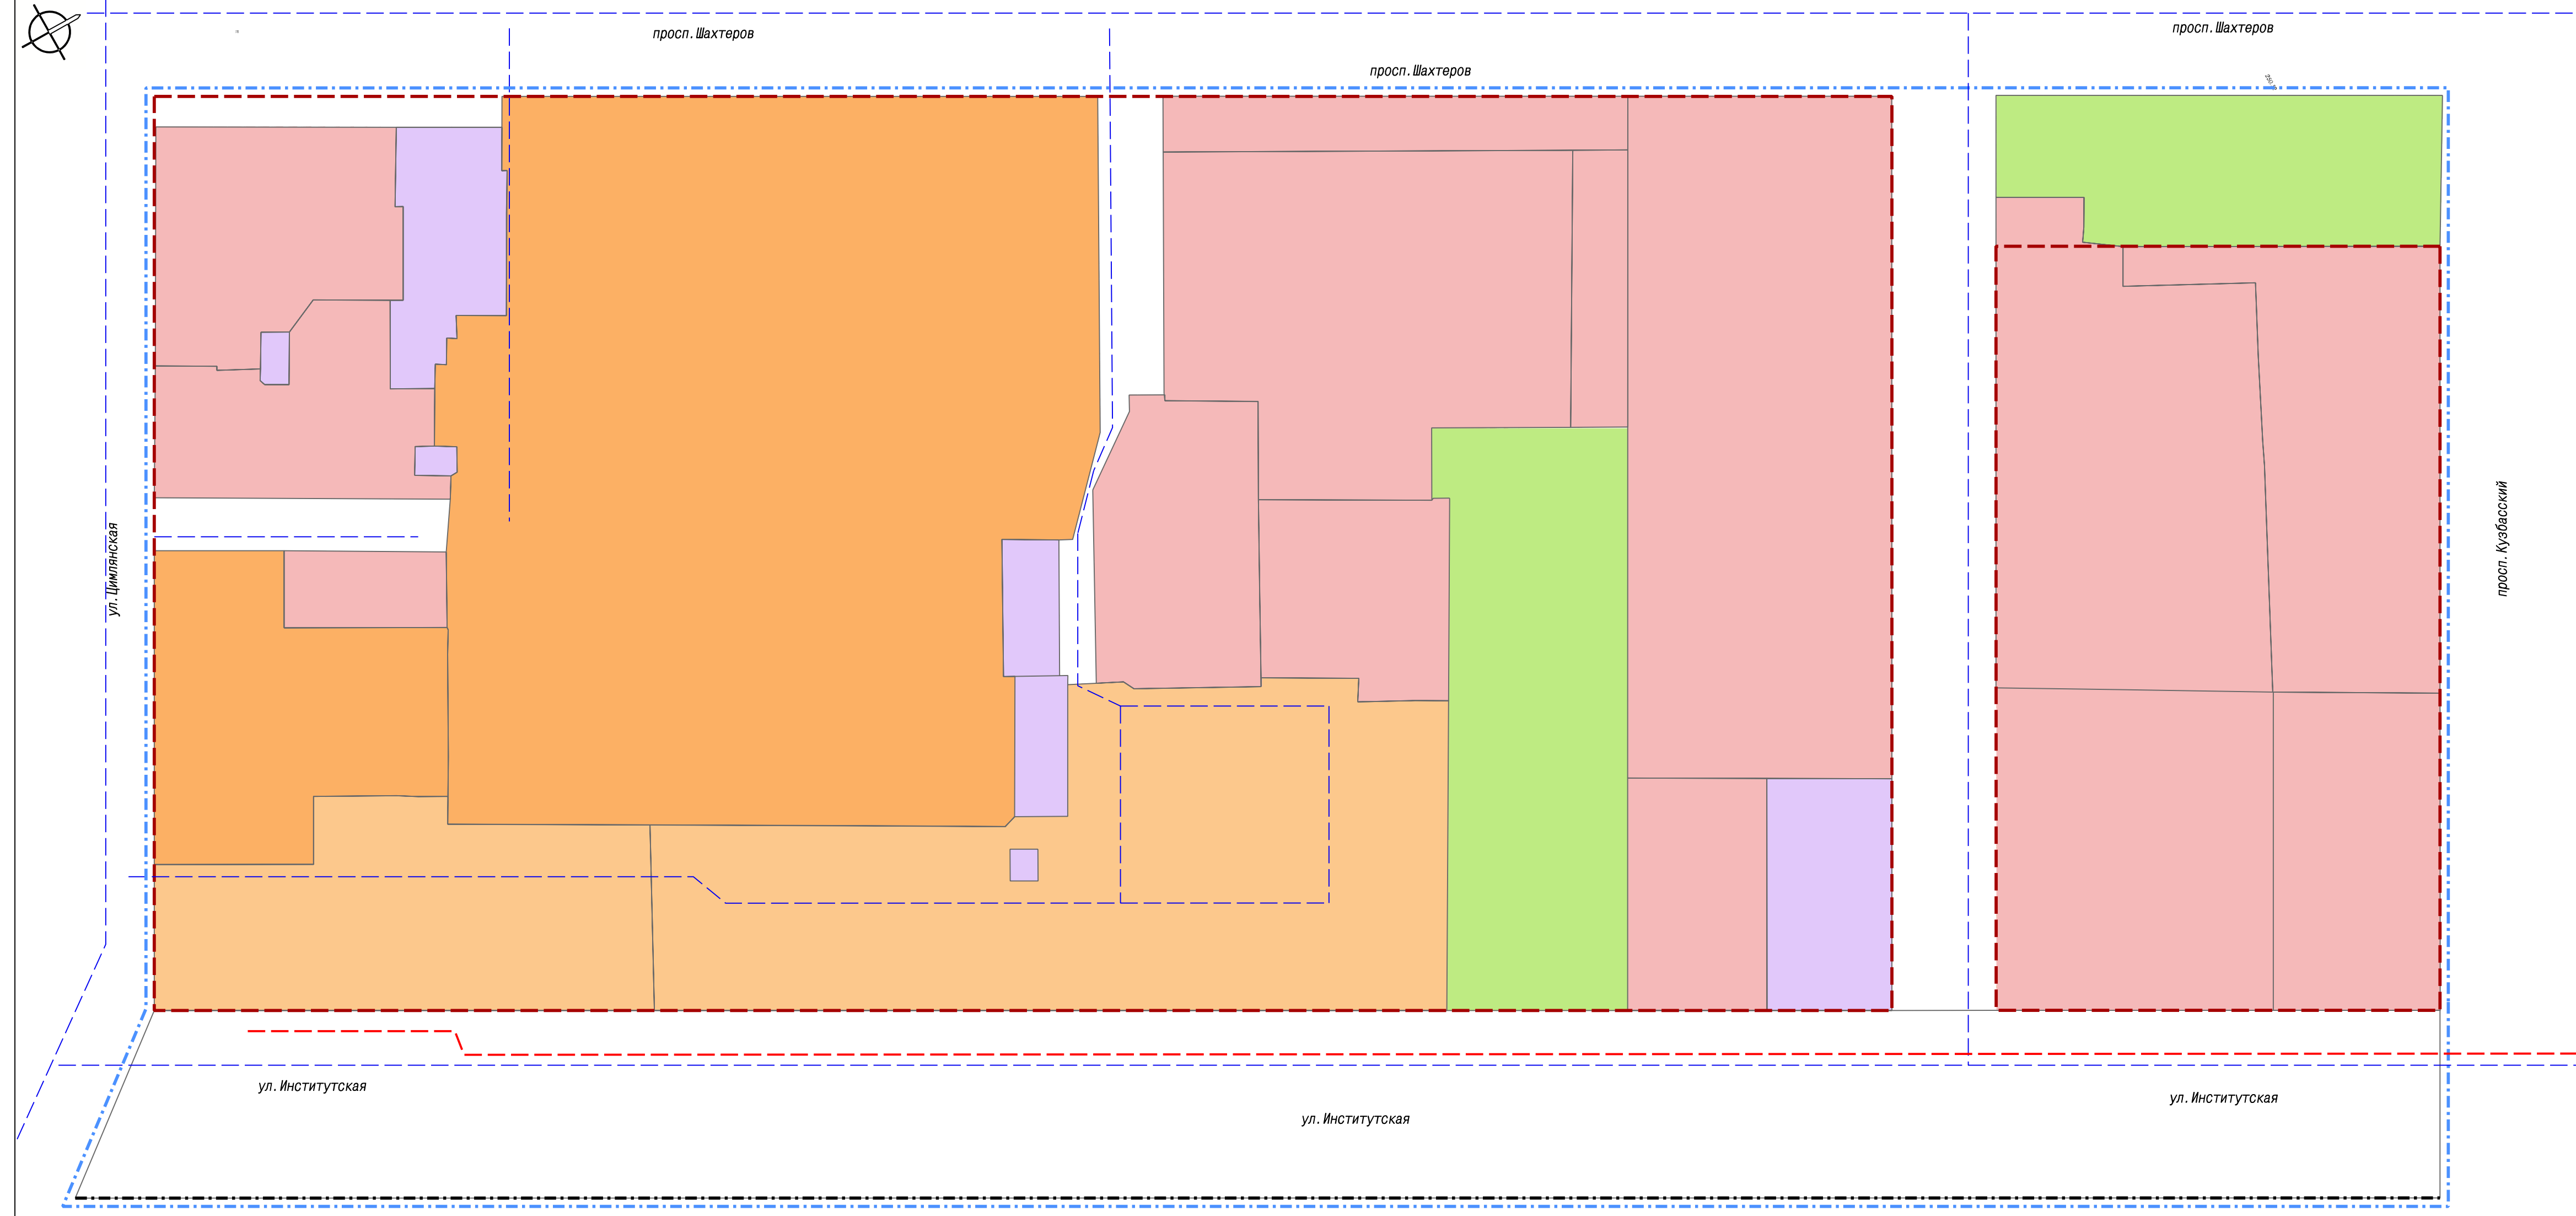 просп.Шахтеров
просп.Шахтеров
просп.Шахтеров
ул.Цимлянская
просп.Кузбасский
ул.Институтская
ул.Институтская
ул.Институтская